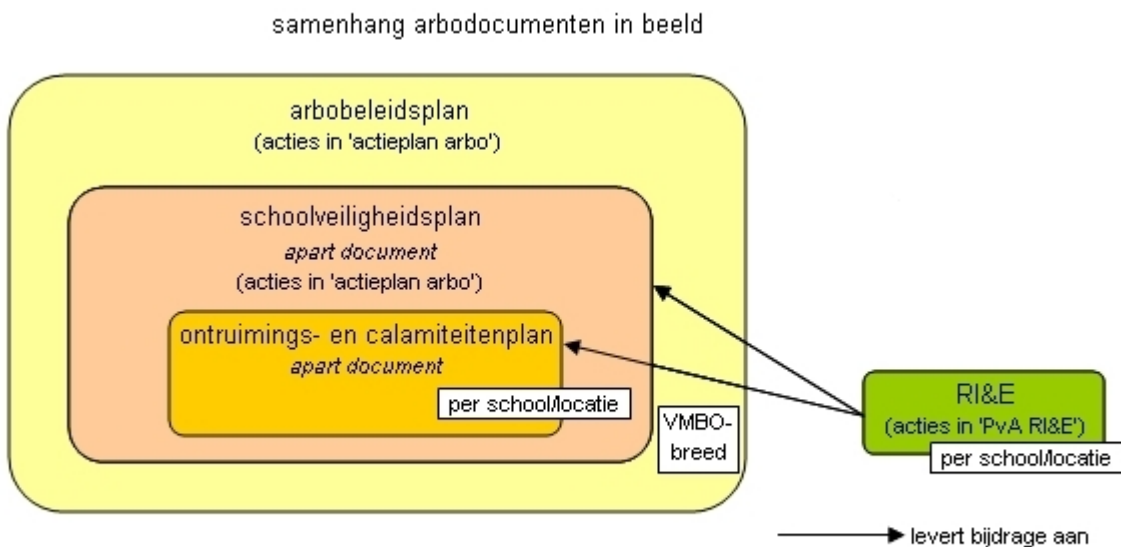 samenhang arbodocumenten in beeld
arbobeleidsplan
(acties in 'actieplan arbo')
schoolveiligheidsplan
apart document
(acties in 'actieplan arbo')
ontruimings- en calamiteitenplan
apart document
per school/locatie
VMBO-
breed
RI&E
(acties in 'PvA RI&E')
per school/locatie
levert bijdrage aan